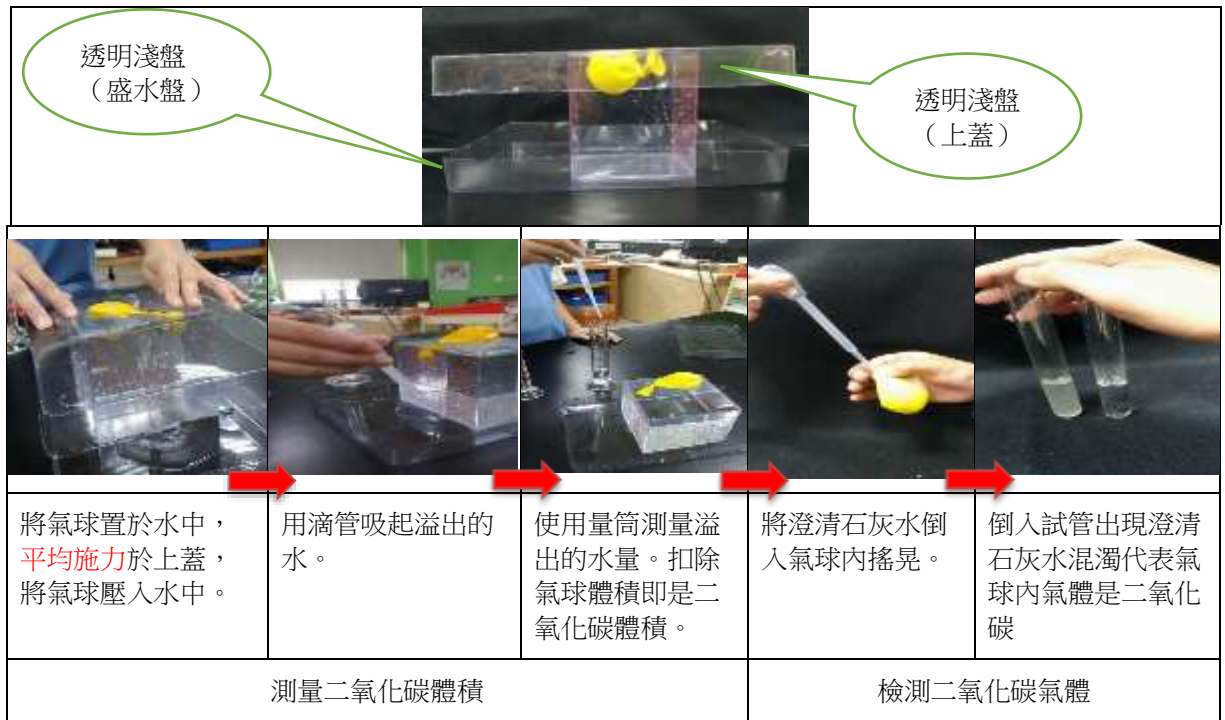 透明淺盤
（盛水盤）
透明淺盤
（上蓋）
將氣球置於水中，
平均施力於上蓋，
將氣球壓入水中。
用滴管吸起溢出的
水。
使用量筒測量溢
出的水量。扣除
氣球體積即是二
氧化碳體積。
將澄清石灰水倒
入氣球內搖晃。
倒入試管出現澄清
石灰水混濁代表氣
球內氣體是二氧化
碳
測量二氧化碳體積
檢測二氧化碳氣體